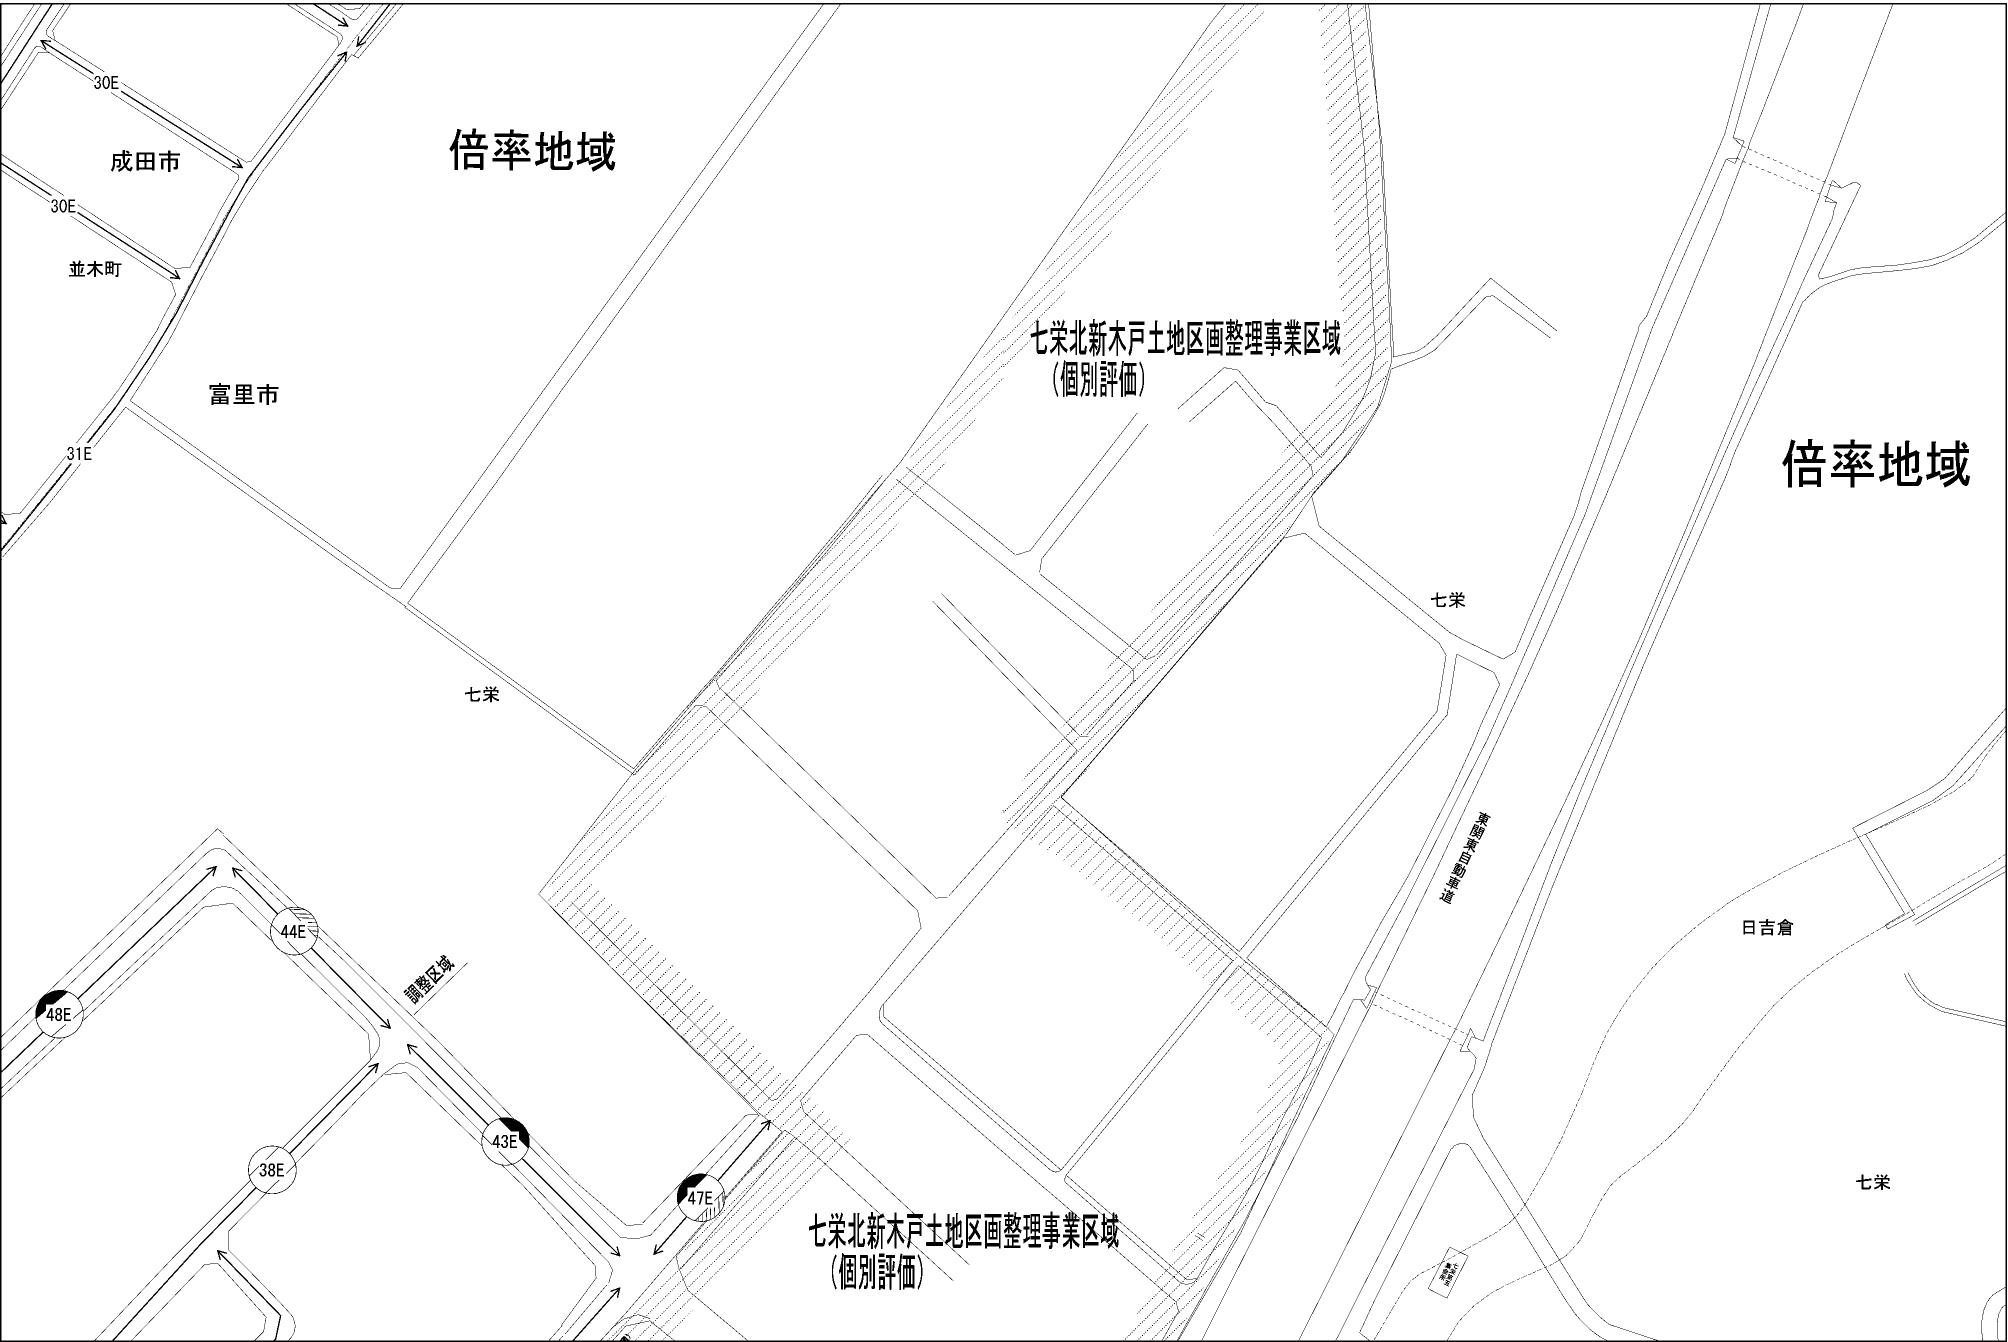 30E
成田市
倍率地域
30E
並木町
七栄北新木戸土地区画整理事業区域
(個別評価)
富里市
31E
倍率地域
七栄
七栄
東関東自動車道
44E
日吉倉
調整区域
48E
43E
38E
47E
七栄
七栄北新木戸土地区画整理事業区域
(個別評価)